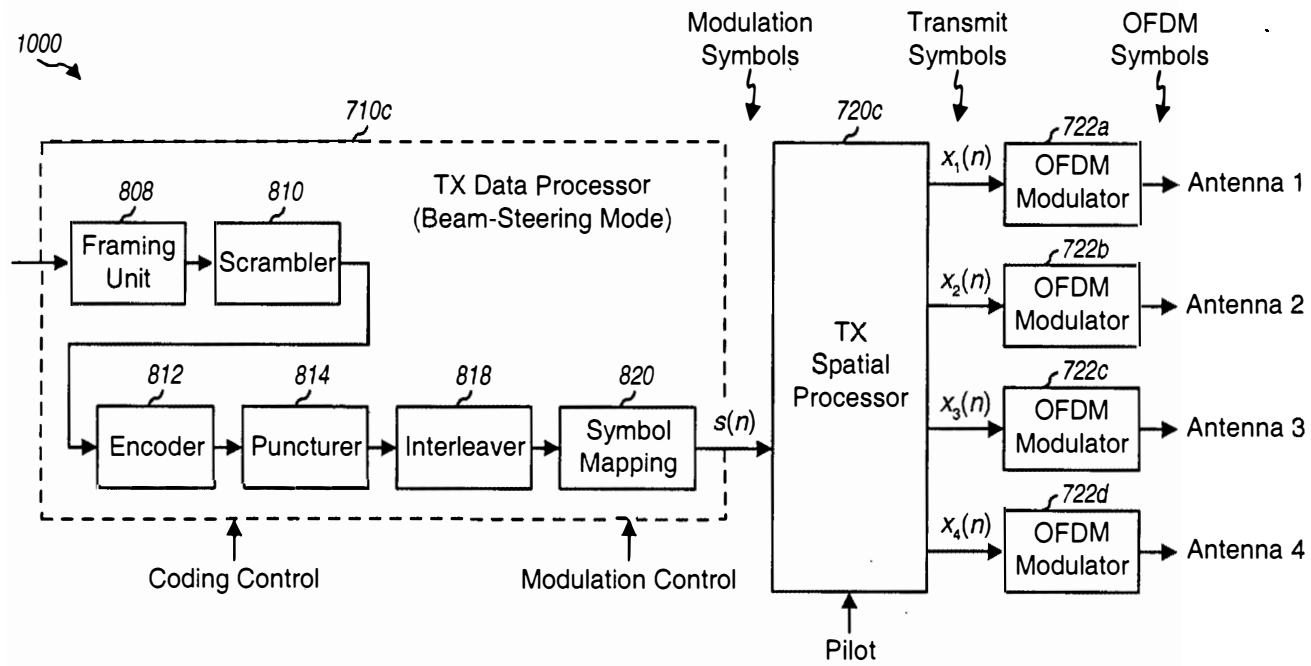 1000
Modulation
Symbols
Transmit
Symbols
OFDM
Symbols
710c
720c
722a
TX Data Processor
(Beam-Steering Mode)
808
810
Framing
Unit
Scrambler
x₁(n)
OFDM
Modulator
Antenna 1
722b
x₂(n)
OFDM
Modulator
Antenna 2
TX
Spatial
Processor
812
814
818
820
Encoder
Puncturer
Interleaver
Symbol
Mapping
s(n)
722c
x₃(n)
OFDM
Modulator
Antenna 3
722d
x₄(n)
OFDM
Modulator
Antenna 4
Coding Control
Modulation Control
Pilot